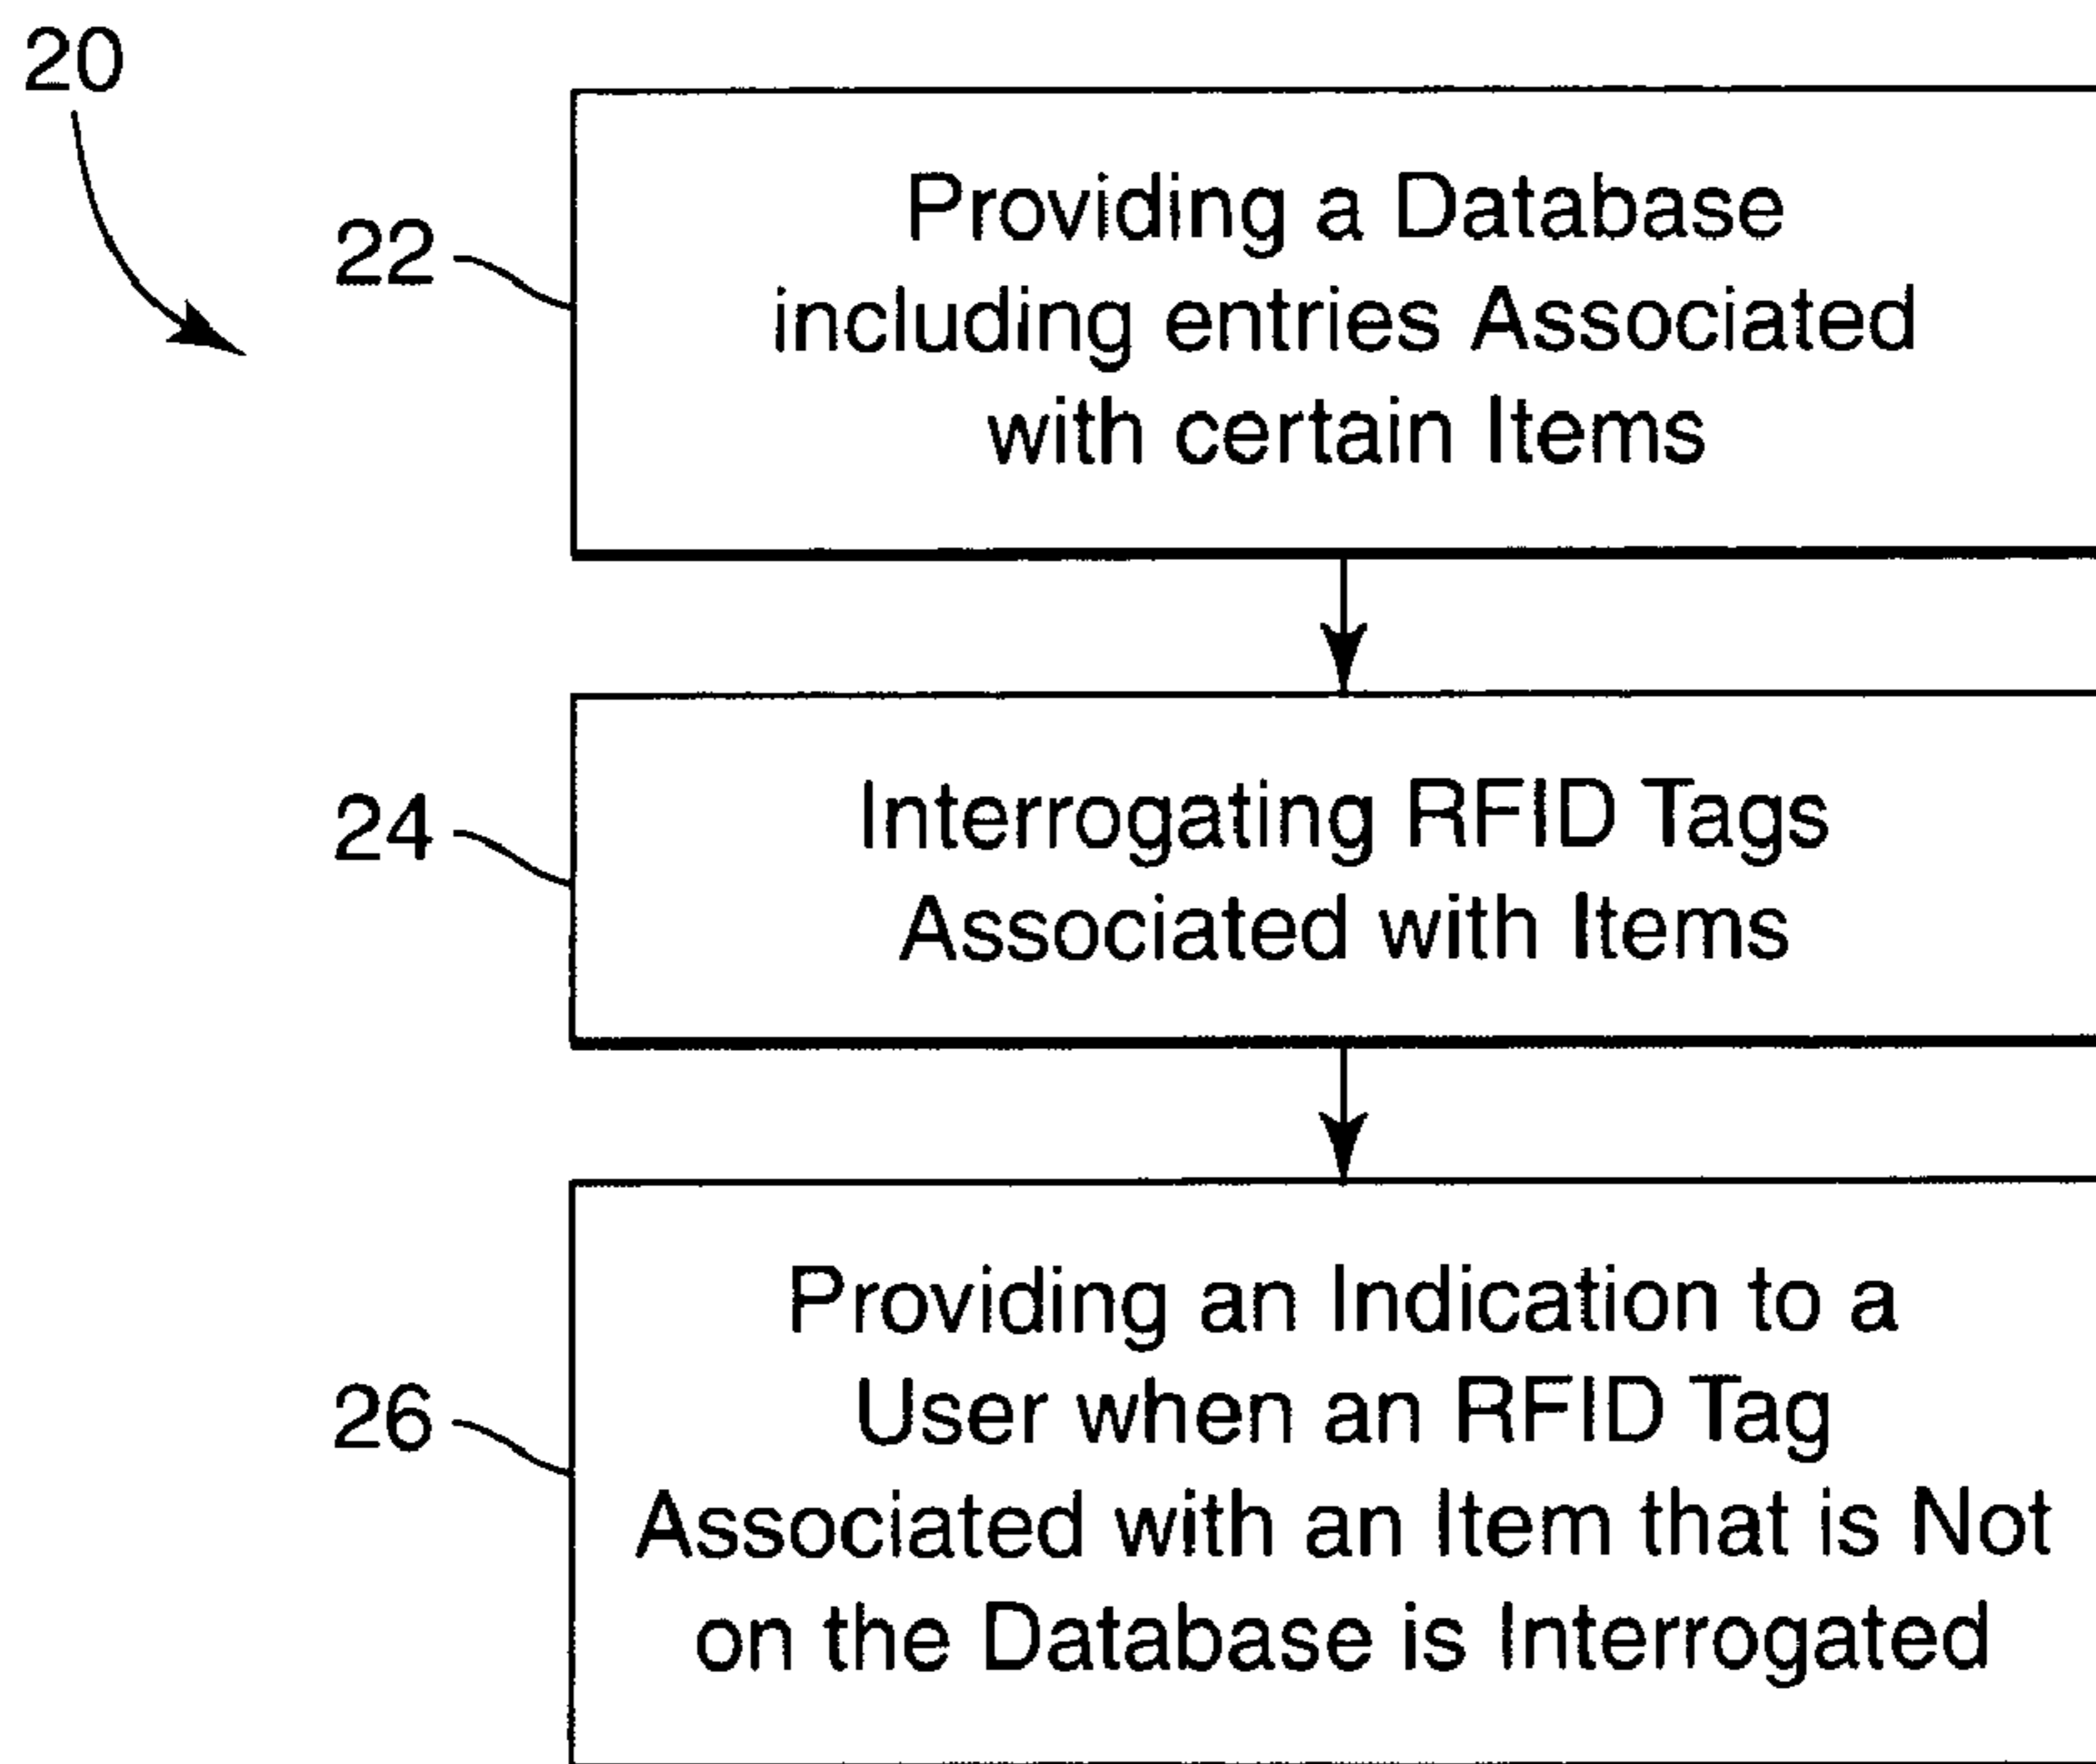 20
22
Providing a Database
including entries Associated
with certain Items
24
Interrogating RFID Tags
Associated with Items
26
Providing an Indication to a
User when an RFID Tag
Associated with an Item that is Not
on the Database is Interrogated